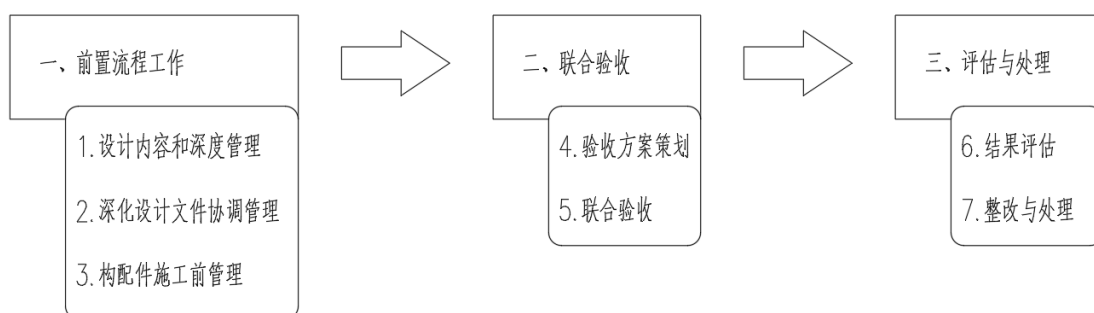 一、前置流程工作
1.设计内容和深度管理
2.深化设计文件协调管理
3.构配件施工前管理
二、联合验收
4.验收方案策划
5.联合验收
三、评估与处理
6.结果评估
7.整改与处理